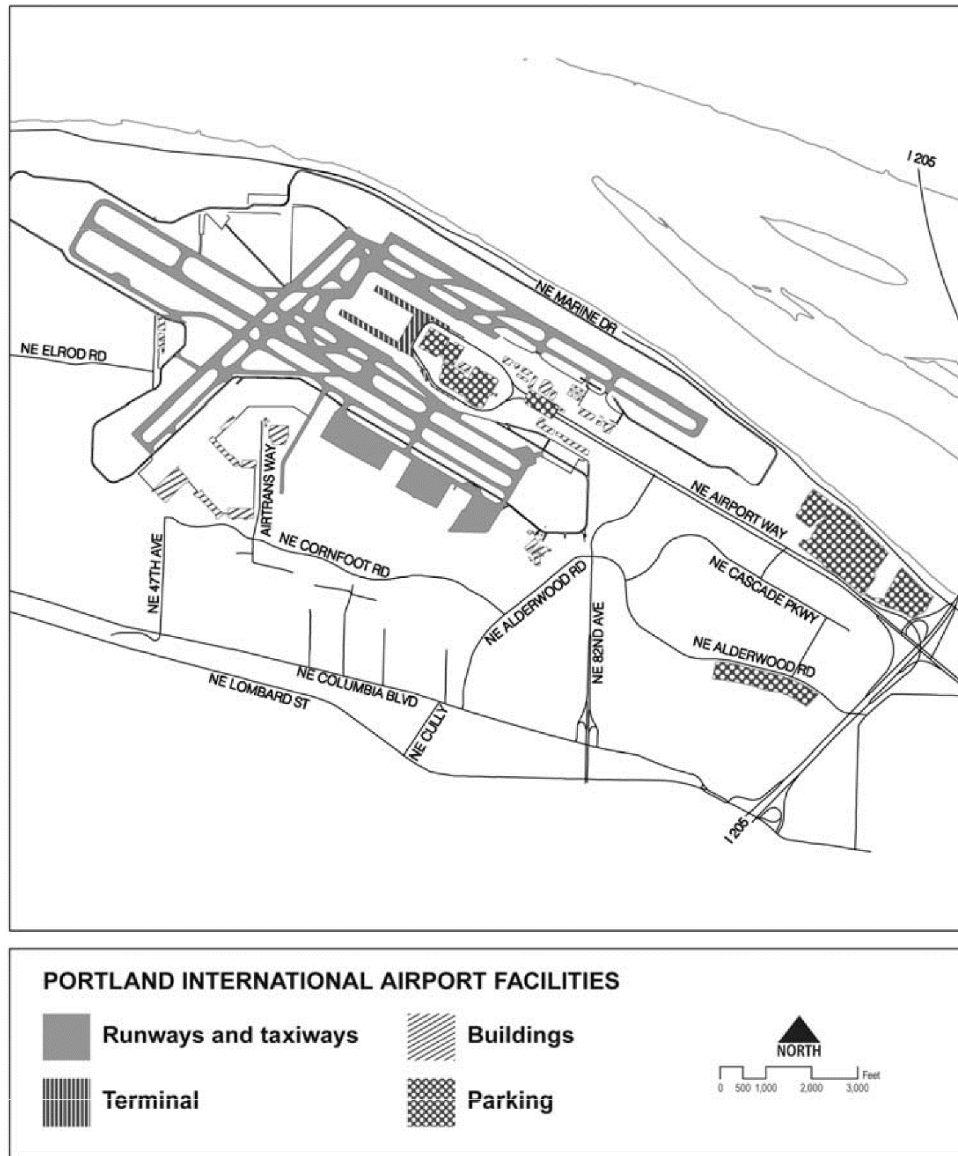 I 205
NE MARINE DR
NE ELROD RD
AIRTRANS WAY
NE AIRPORT WAY
NE 47TH AVE
NE CORNFOOT RD
NE ALDERWOOD RD
NE CASCADE PKWY
NE 82ND AVE
NE ALDERWOOD RD
NE LOMBARD ST
NE COLUMBIA BLVD
NE CULLY
I 205
PORTLAND INTERNATIONAL AIRPORT FACILITIES
Runways and taxiways
Buildings
Terminal
Parking
NORTH
Feet
0 500 1,000 2,000 3,000